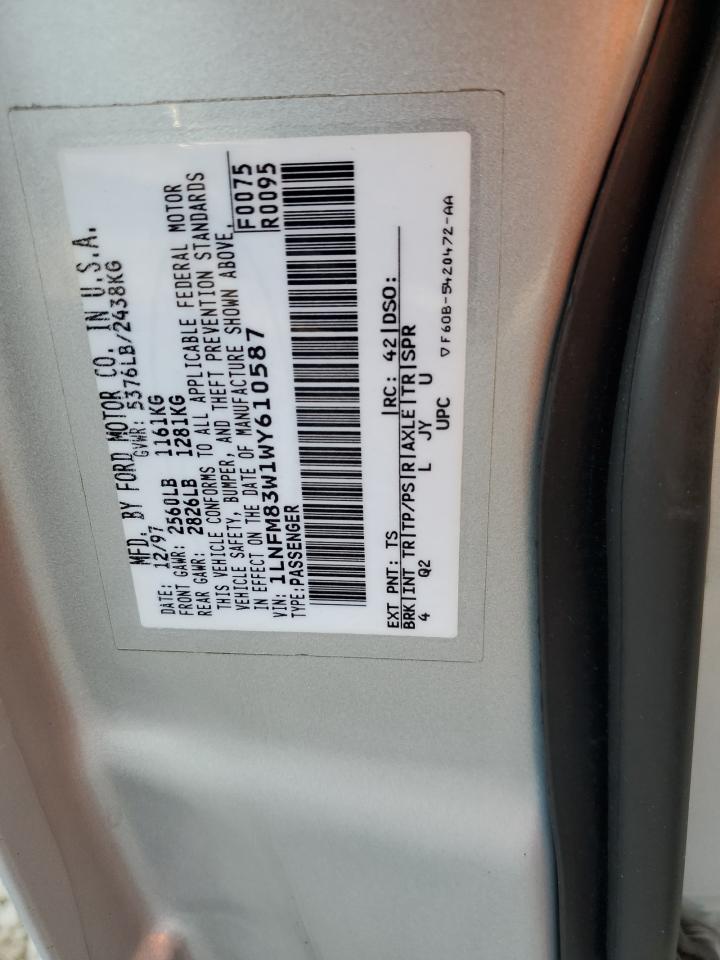 MFD. BY FORD MOTOR CO. IN U.S.A.
DATE: 12/97 GVWR: 5376LB/2438KG
FRONT GAWR: 2560LB 1161KG
REAR GAWR: 2826LB 1281KG
THIS VEHICLE CONFORMS TO ALL APPLICABLE FEDERAL MOTOR
VEHICLE SAFETY, BUMPER, AND THEFT PREVENTION STANDARDS
IN EFFECT ON THE DATE OF MANUFACTURE SHOWN ABOVE.
VIN: 1LNFM83W1WY610587 F0075
TYPE: PASSENGER R0095
EXT PNT: TS |RC: 42|DSO:
BRK|INT TR|TP/PS|R|AXLE|TR|SPR
4 Q2 L JY U
UPC
▽F60B-5420472-AA